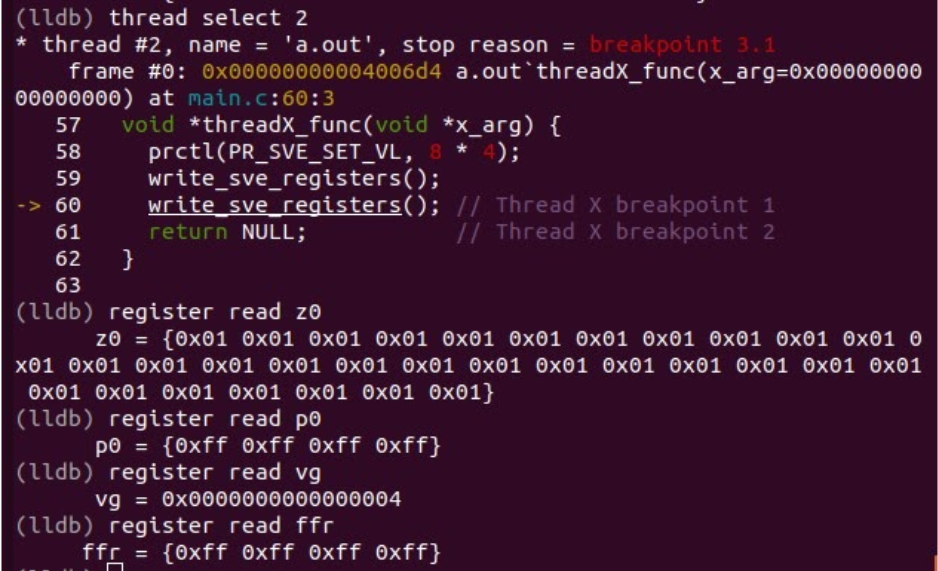 (lldb) thread select 2
* thread #2, name = 'a.out', stop reason = breakpoint 3.1
    frame #0: 0x00000000004006d4 a.out`threadX_func(x_arg=0x00000000
00000000) at main.c:60:3
   57   void *threadX_func(void *x_arg) {
   58     prctl(PR_SVE_SET_VL, 8 * 4);
   59     write_sve_registers();
-> 60     write_sve_registers(); // Thread X breakpoint 1
   61     return NULL;           // Thread X breakpoint 2
   62   }
   63
(lldb) register read z0
      z0 = {0x01 0x01 0x01 0x01 0x01 0x01 0x01 0x01 0x01 0x01 0x01 0
x01 0x01 0x01 0x01 0x01 0x01 0x01 0x01 0x01 0x01 0x01 0x01 0x01 0x01
 0x01 0x01 0x01 0x01 0x01 0x01 0x01}
(lldb) register read p0
      p0 = {0xff 0xff 0xff 0xff}
(lldb) register read vg
      vg = 0x0000000000000004
(lldb) register read ffr
     ffr = {0xff 0xff 0xff 0xff}